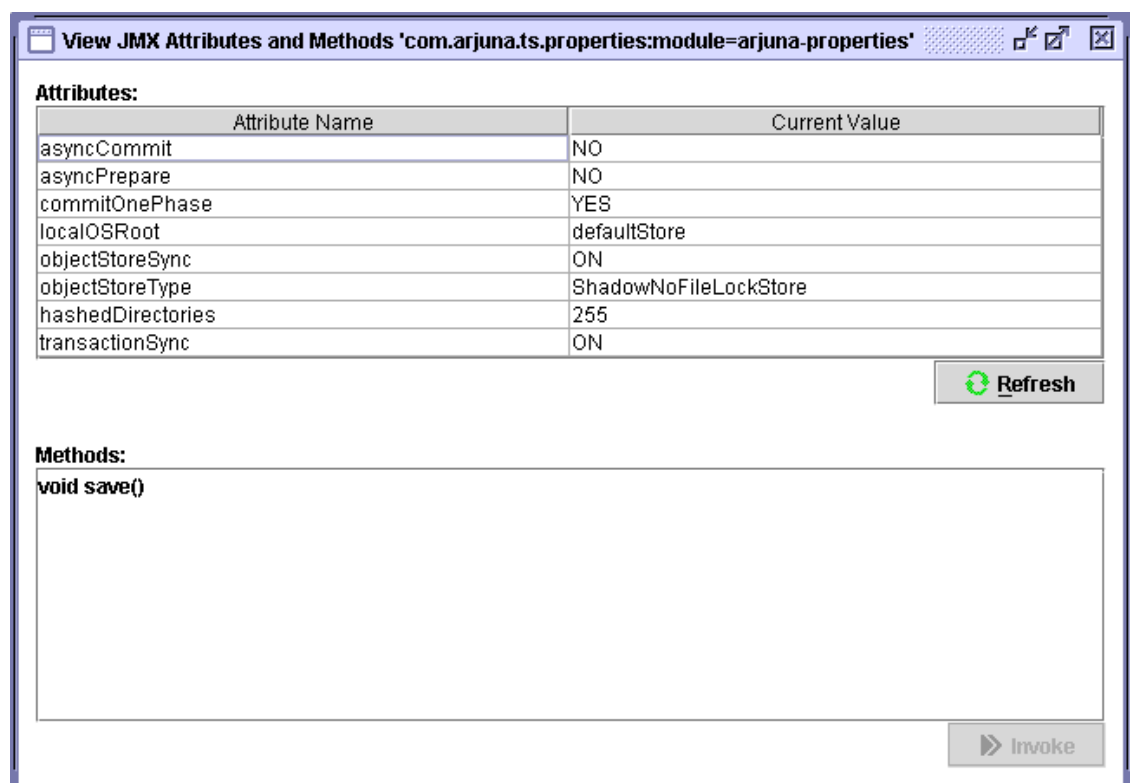 View JMX Attributes and Methods 'com.arjuna.ts.properties:module=arjuna-properties'
Attributes:
Attribute Name Current Value
asyncCommit NO
asyncPrepare NO
commitOnePhase YES
localOSRoot defaultStore
objectStoreSync ON
objectStoreType ShadowNoFileLockStore
hashedDirectories 255
transactionSync ON
Refresh
Methods:
void save()
Invoke